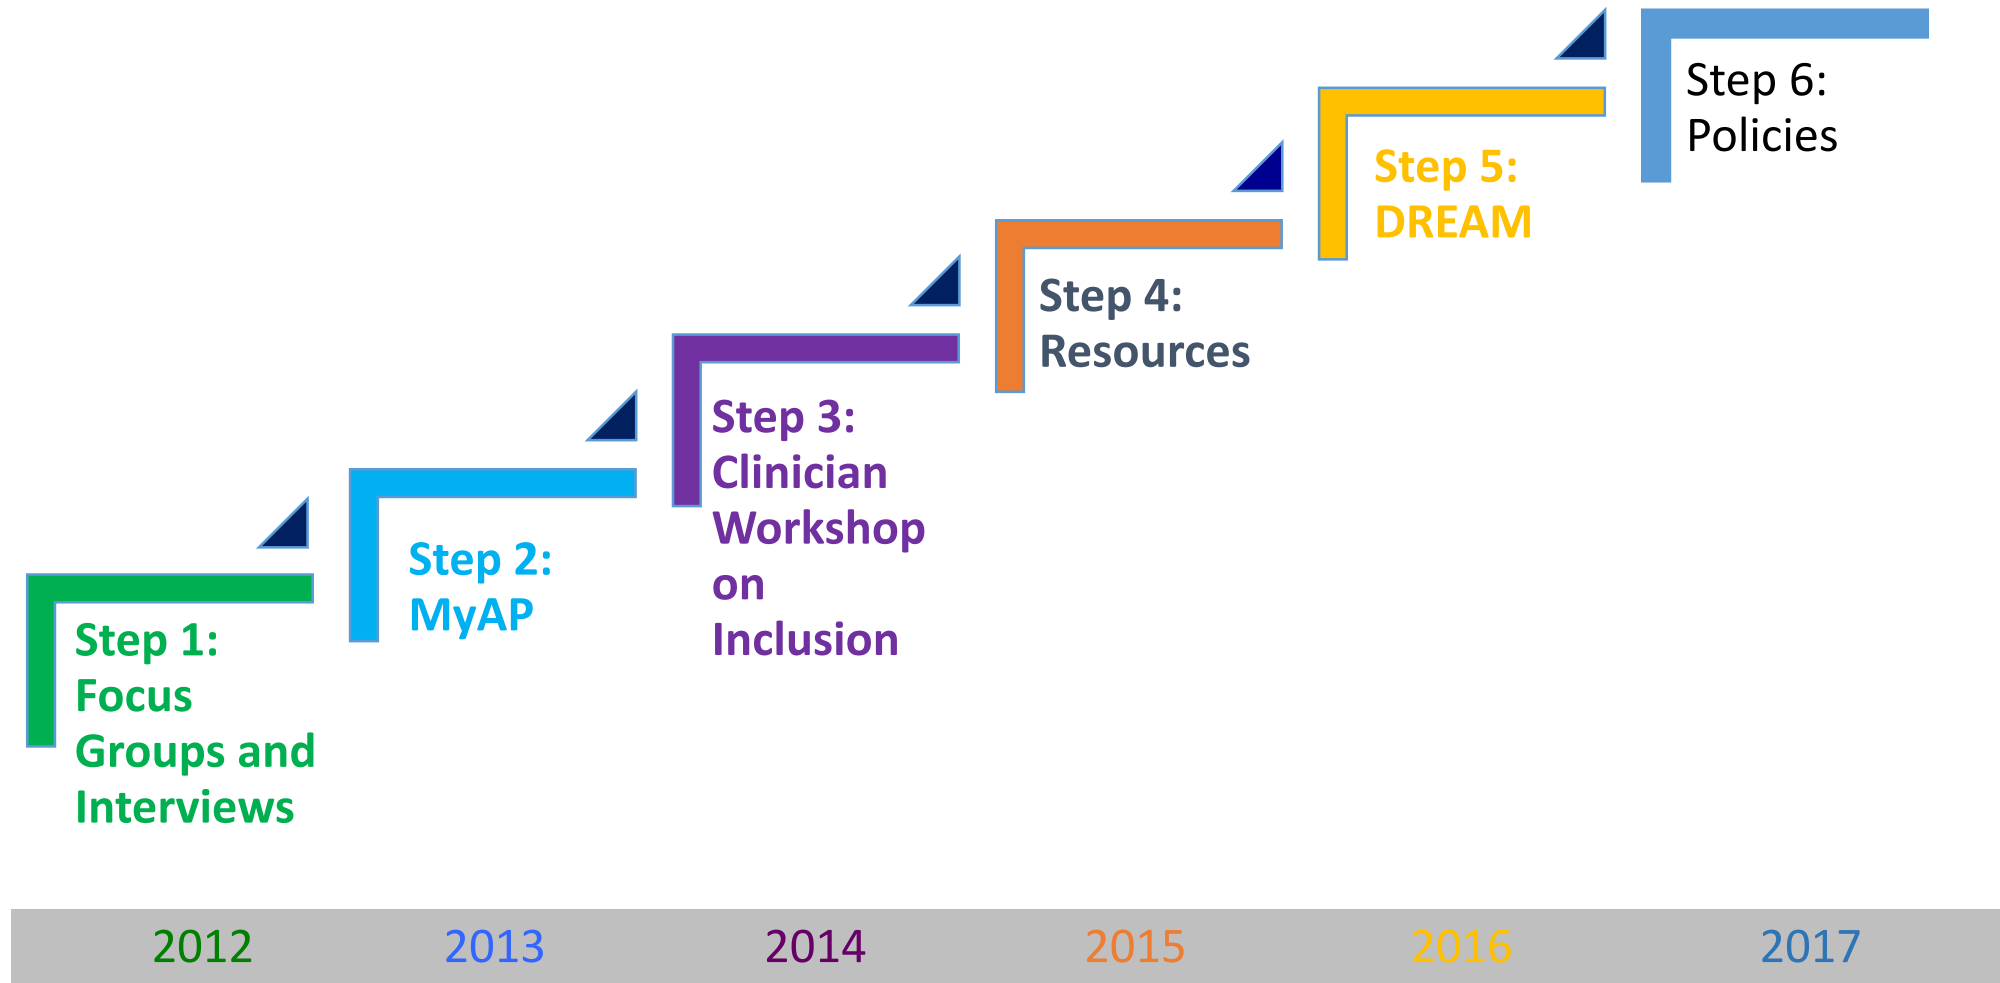 Step 1:
Focus
Groups and
Interviews
Step 2:
MyAP
Step 3:
Clinician
Workshop
on
Inclusion
Step 4:
Resources
Step 5:
DREAM
Step 6:
Policies
2012
2013
2014
2015
2016
2017